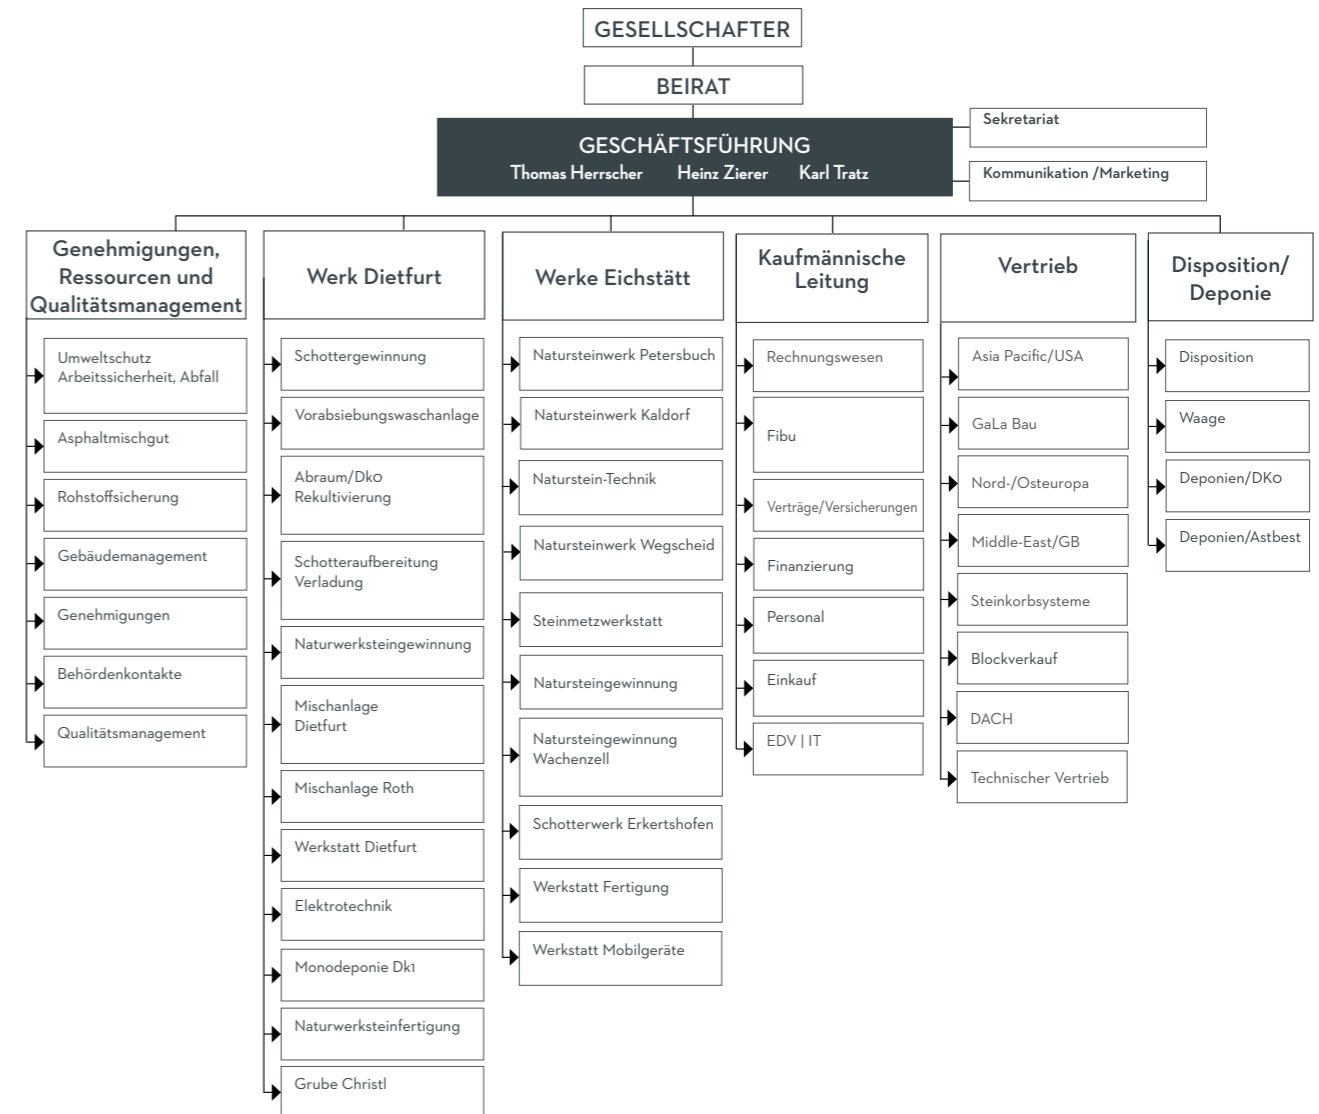 GESELLSCHAFTER
BEIRAT
GESCHÄFTSFÜHRUNG
Thomas Herrscher Heinz Zierer Karl Tratz
Sekretariat
Kommunikation /Marketing
Genehmigungen,
Ressourcen und
Qualitätsmanagement
Umweltschutz
Arbeitssicherheit, Abfall
Asphaltmischgut
Rohstoffsicherung
Gebäudemanagement
Genehmigungen
Behördenkontakte
Qualitätsmanagement
Werk Dietfurt
Schottergewinnung
Vorabsiebungswaschanlage
Abraum/Dk0
Rekultivierung
Schotteraufbereitung
Verladung
Naturwerksteingewinnung
Mischanlage
Dietfurt
Mischanlage Roth
Werkstatt Dietfurt
Elektrotechnik
Monodeponie Dk1
Naturwerksteinfertigung
Grube Christl
Werke Eichstätt
Natursteinwerk Petersbuch
Natursteinwerk Kaldorf
Naturstein-Technik
Natursteinwerk Wegscheid
Steinmetzwerkstatt
Natursteingewinnung
Natursteingewinnung
Wachenzell
Schotterwerk Erkertshofen
Werkstatt Fertigung
Werkstatt Mobilgeräte
Kaufmännische
Leitung
Rechnungswesen
Fibu
Verträge/Versicherungen
Finanzierung
Personal
Einkauf
EDV | IT
Vertrieb
Asia Pacific/USA
GaLa Bau
Nord-/Osteuropa
Middle-East/GB
Steinkorbsysteme
Blockverkauf
DACH
Technischer Vertrieb
Disposition/
Deponie
Disposition
Waage
Deponien/DK0
Deponien/Astbest